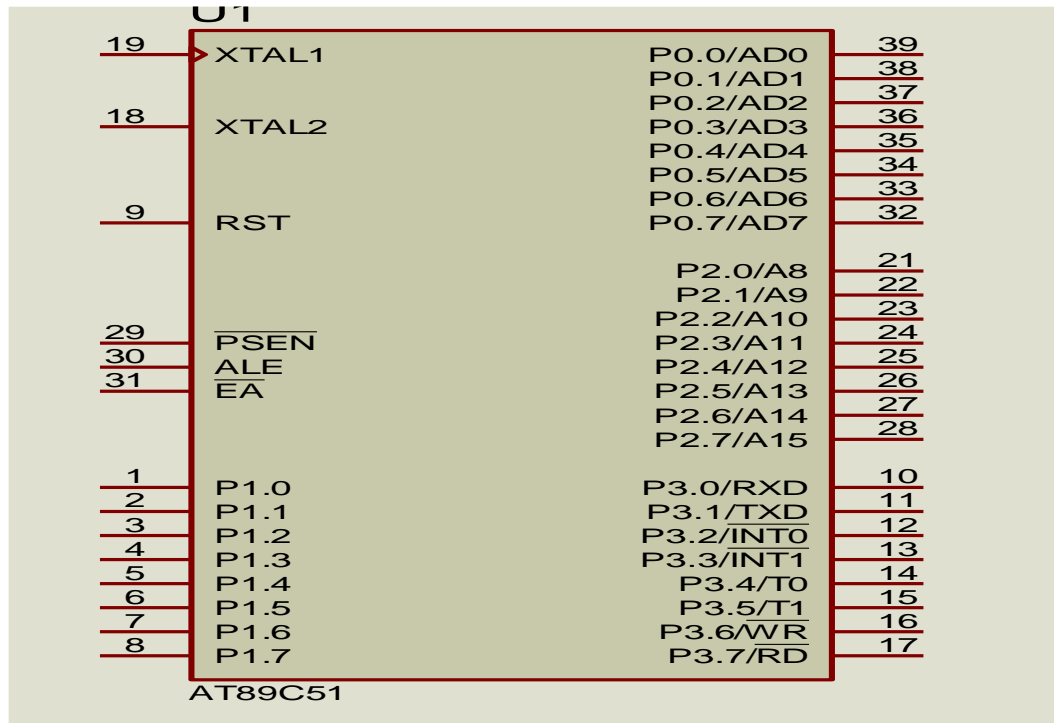 U1
19 XTAL1 P0.0/AD0 39
P0.1/AD1 38
P0.2/AD2 37
18 XTAL2 P0.3/AD3 36
P0.4/AD4 35
P0.5/AD5 34
P0.6/AD6 33
9 RST P0.7/AD7 32
P2.0/A8 21
P2.1/A9 22
P2.2/A10 23
29 PSEN P2.3/A11 24
30 ALE P2.4/A12 25
31 EA P2.5/A13 26
P2.6/A14 27
P2.7/A15 28
1 P1.0 P3.0/RXD 10
2 P1.1 P3.1/TXD 11
3 P1.2 P3.2/INT0 12
4 P1.3 P3.3/INT1 13
5 P1.4 P3.4/T0 14
6 P1.5 P3.5/T1 15
7 P1.6 P3.6/WR 16
8 P1.7 P3.7/RD 17
AT89C51